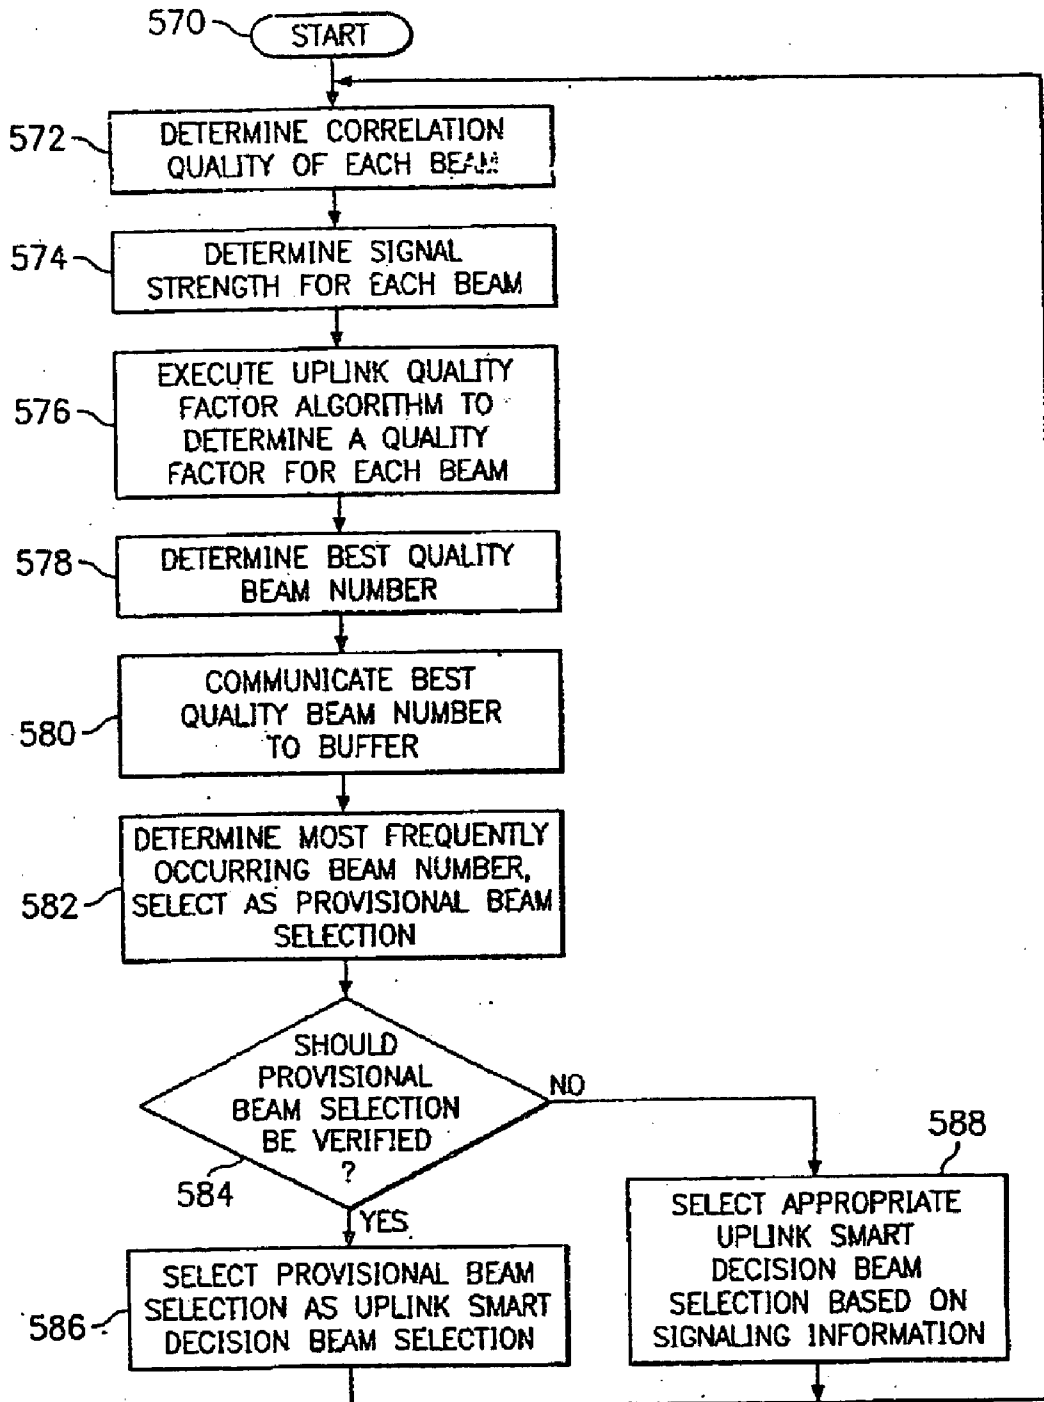 570
START
572
DETERMINE CORRELATION
QUALITY OF EACH BEAM
574
DETERMINE SIGNAL
STRENGTH FOR EACH BEAM
576
EXECUTE UPLINK QUALITY
FACTOR ALGORITHM TO
DETERMINE A QUALITY
FACTOR FOR EACH BEAM
578
DETERMINE BEST QUALITY
BEAM NUMBER
580
COMMUNICATE BEST
QUALITY BEAM NUMBER
TO BUFFER
582
DETERMINE MOST FREQUENTLY
OCCURRING BEAM NUMBER,
SELECT AS PROVISIONAL BEAM
SELECTION
584
SHOULD
PROVISIONAL
BEAM SELECTION
BE VERIFIED
?
NO
YES
586
SELECT PROVISIONAL BEAM
SELECTION AS UPLINK SMART
DECISION BEAM SELECTION
588
SELECT APPROPRIATE
UPLINK SMART
DECISION BEAM
SELECTION BASED ON
SIGNALING INFORMATION